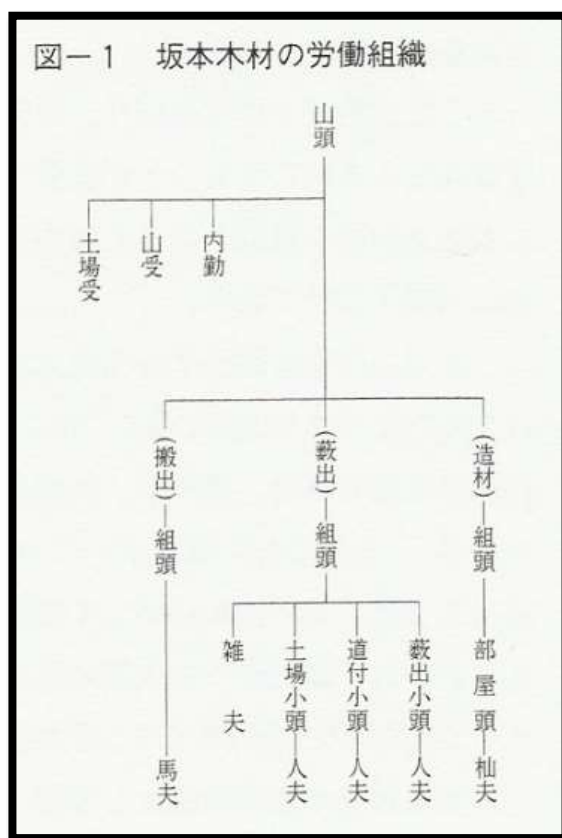 図－1 坂本木材の労働組織
山頭
内勤
山受
土場受
(造材)
組頭
部屋頭
杣夫
(藪出)
組頭
藪出小頭
人夫
道付小頭
人夫
土場小頭
人夫
雑夫
(搬出)
組頭
馬夫